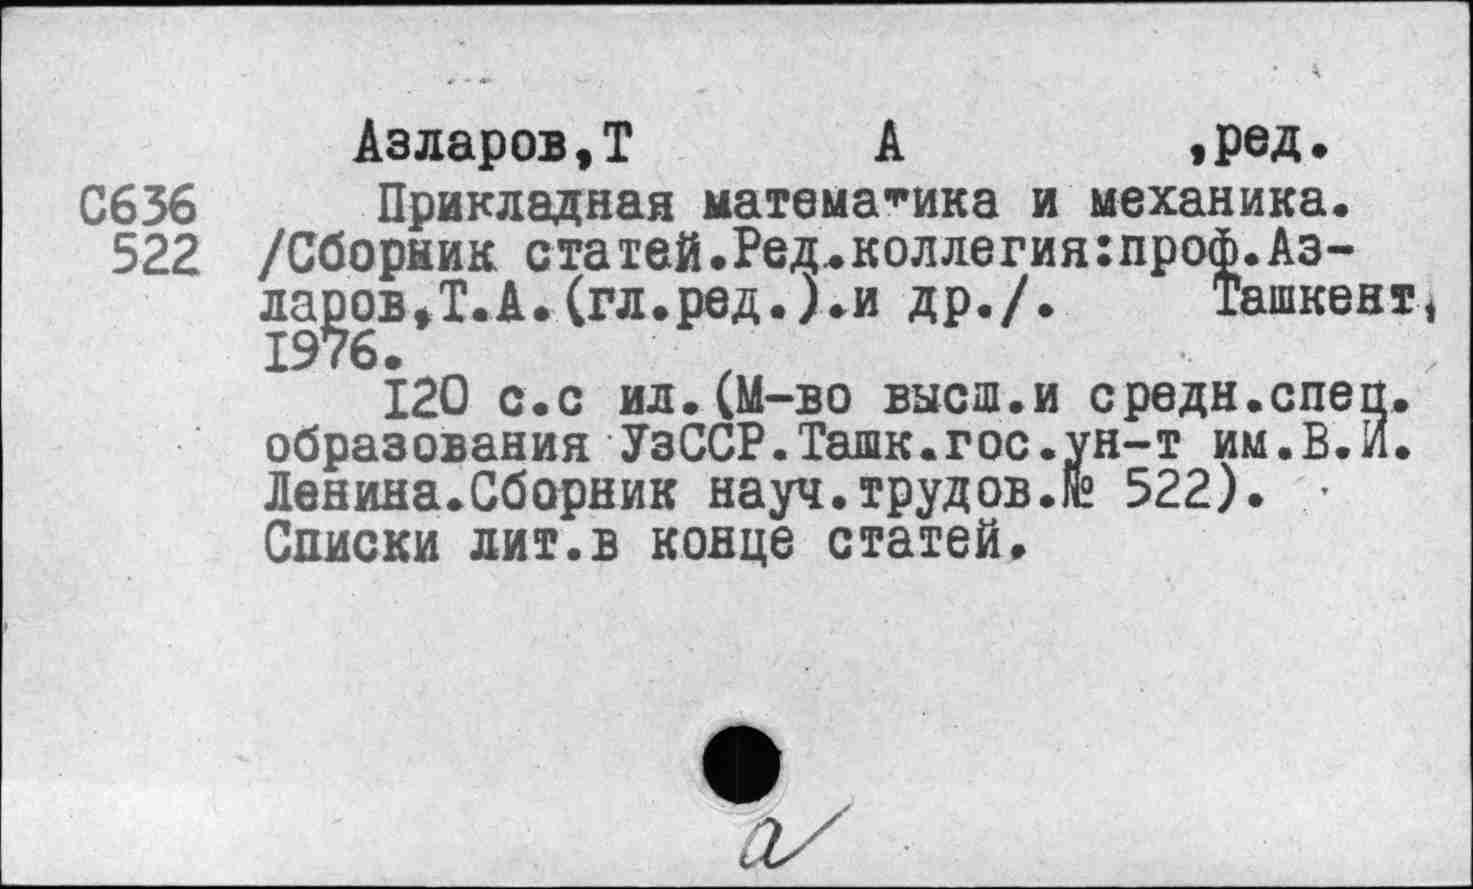 Азларов,Т А ,ред.
С636 Прикладная математика и механика.
522 /Сборник статей.Ред.коллегия:проф.Аз-
ларов,Т.А.(гл.ред.).и др./. Ташкент,
1976.
120 с.с ил.(М-во высш.и средн.спец.
образования УзССР.Ташк.гос.ун-т им.В.И.
Ленина.Сборник науч.трудов.№ 522).
Списки лит.в конце статей.